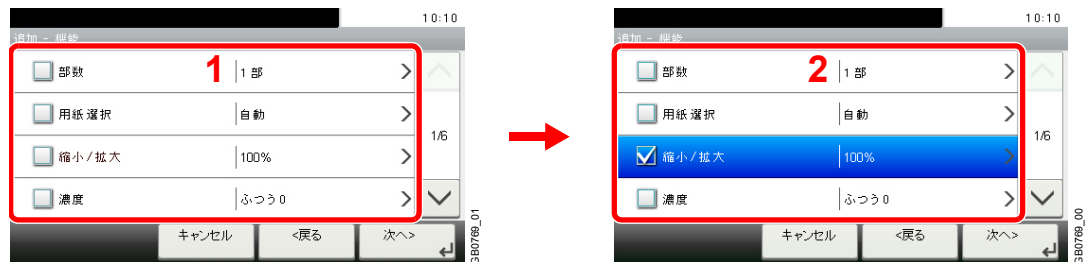 10:10
追加 - 機能
部数 1 1 部
用紙選択 自動
縮小/拡大 100%
濃度 ふつう0
1/6
キャンセル <戻る 次へ>
GB0769_01
10:10
追加 - 機能
部数 2 1 部
用紙選択 自動
縮小/拡大 100%
濃度 ふつう0
1/6
キャンセル <戻る 次へ>
GB0769_00